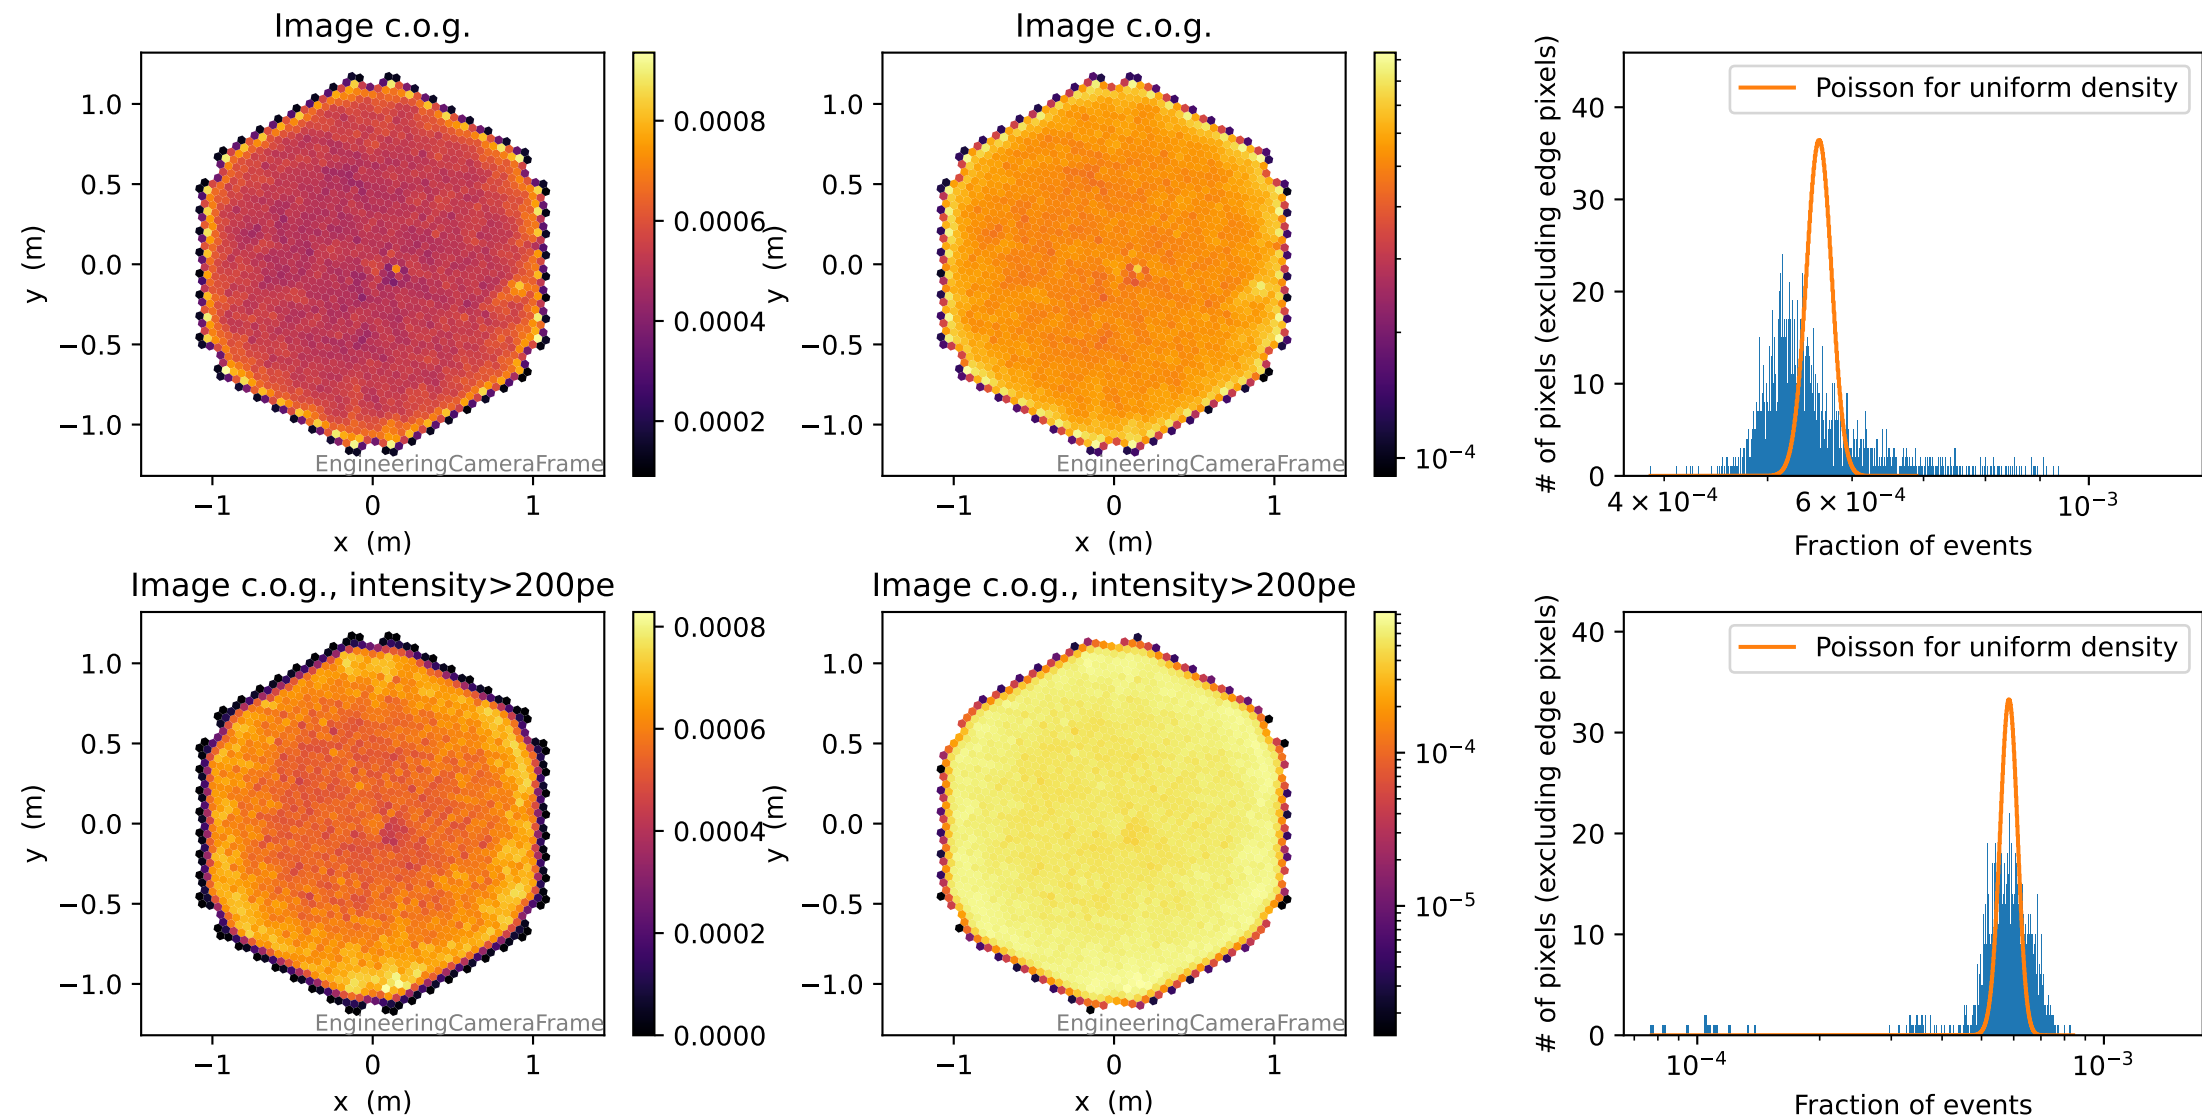 Image c.o.g.
1.0
0.5
0.0
−0.5
−1.0
y (m)
−1
0
1
x (m)
EngineeringCameraFrame
0.0008
0.0006
0.0004
0.0002
Image c.o.g.
1.0
0.5
0.0
−0.5
−1.0
y (m)
−1
0
1
x (m)
EngineeringCameraFrame
10⁻⁴
# of pixels (excluding edge pixels)
40
30
20
10
0
Poisson for uniform density
4 × 10⁻⁴
6 × 10⁻⁴
10⁻³
Fraction of events
Image c.o.g., intensity>200pe
1.0
0.5
0.0
−0.5
−1.0
y (m)
−1
0
1
x (m)
EngineeringCameraFrame
0.0008
0.0006
0.0004
0.0002
0.0000
Image c.o.g., intensity>200pe
1.0
0.5
0.0
−0.5
−1.0
y (m)
−1
0
1
x (m)
EngineeringCameraFrame
10⁻⁴
10⁻⁵
# of pixels (excluding edge pixels)
40
30
20
10
0
Poisson for uniform density
10⁻⁴
10⁻³
Fraction of events